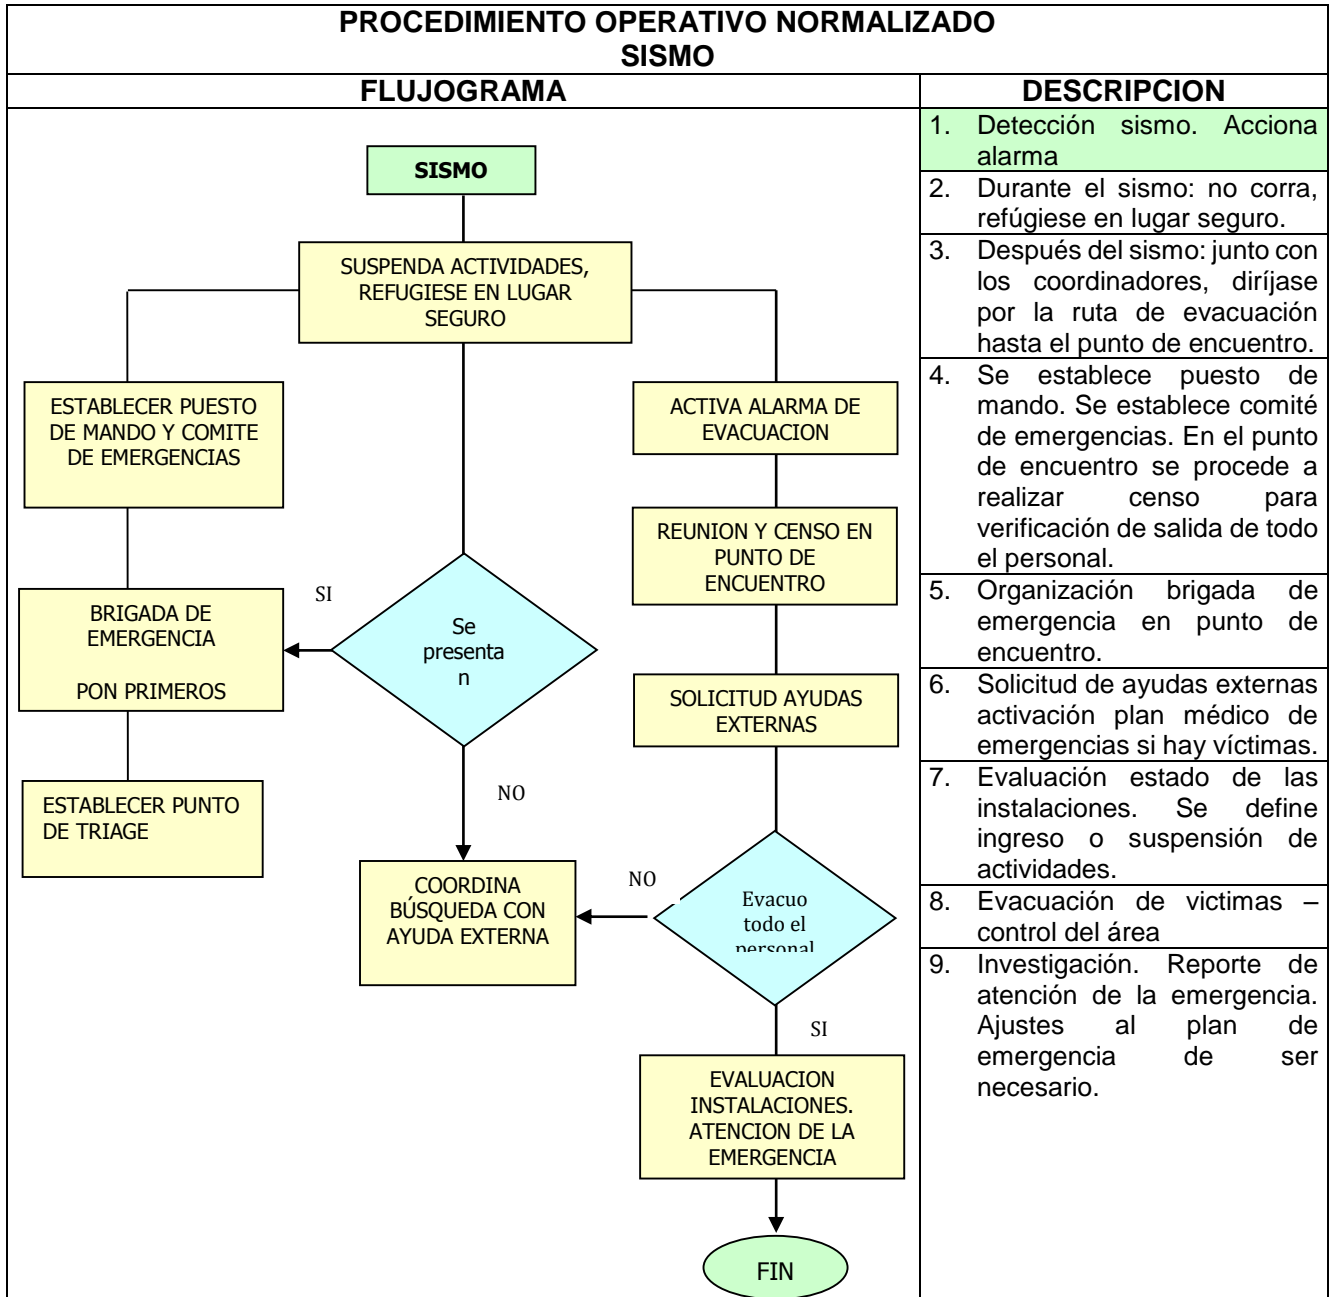 PROCEDIMIENTO OPERATIVO NORMALIZADO
SISMO
FLUJOGRAMA
DESCRIPCION
SISMO
SUSPENDA ACTIVIDADES,
REFUGIESE EN LUGAR
SEGURO
ESTABLECER PUESTO
DE MANDO Y COMITE
DE EMERGENCIAS
ACTIVA ALARMA DE
EVACUACION
REUNION Y CENSO EN
PUNTO DE
ENCUENTRO
SI
BRIGADA DE
EMERGENCIA
PON PRIMEROS
Se
presenta
n
SOLICITUD AYUDAS
EXTERNAS
ESTABLECER PUNTO
DE TRIAGE
NO
COORDINA
BÚSQUEDA CON
AYUDA EXTERNA
NO
Evacuo
todo el
personal
SI
EVALUACION
INSTALACIONES.
ATENCION DE LA
EMERGENCIA
FIN
1. Detección sismo. Acciona
alarma
2. Durante el sismo: no corra,
refúgiese en lugar seguro.
3. Después del sismo: junto con
los coordinadores, diríjase
por la ruta de evacuación
hasta el punto de encuentro.
4. Se establece puesto de
mando. Se establece comité
de emergencias. En el punto
de encuentro se procede a
realizar censo para
verificación de salida de todo
el personal.
5. Organización brigada de
emergencia en punto de
encuentro.
6. Solicitud de ayudas externas
activación plan médico de
emergencias si hay víctimas.
7. Evaluación estado de las
instalaciones. Se define
ingreso o suspensión de
actividades.
8. Evacuación de victimas –
control del área
9. Investigación. Reporte de
atención de la emergencia.
Ajustes al plan de
emergencia de ser
necesario.